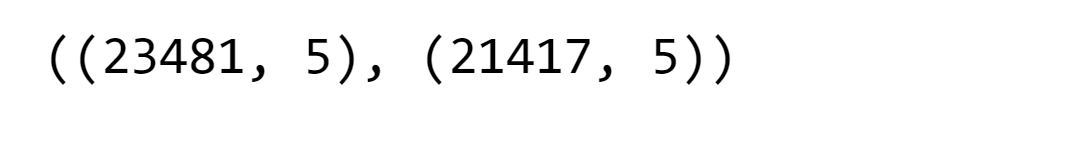 ((23481, 5), (21417, 5))